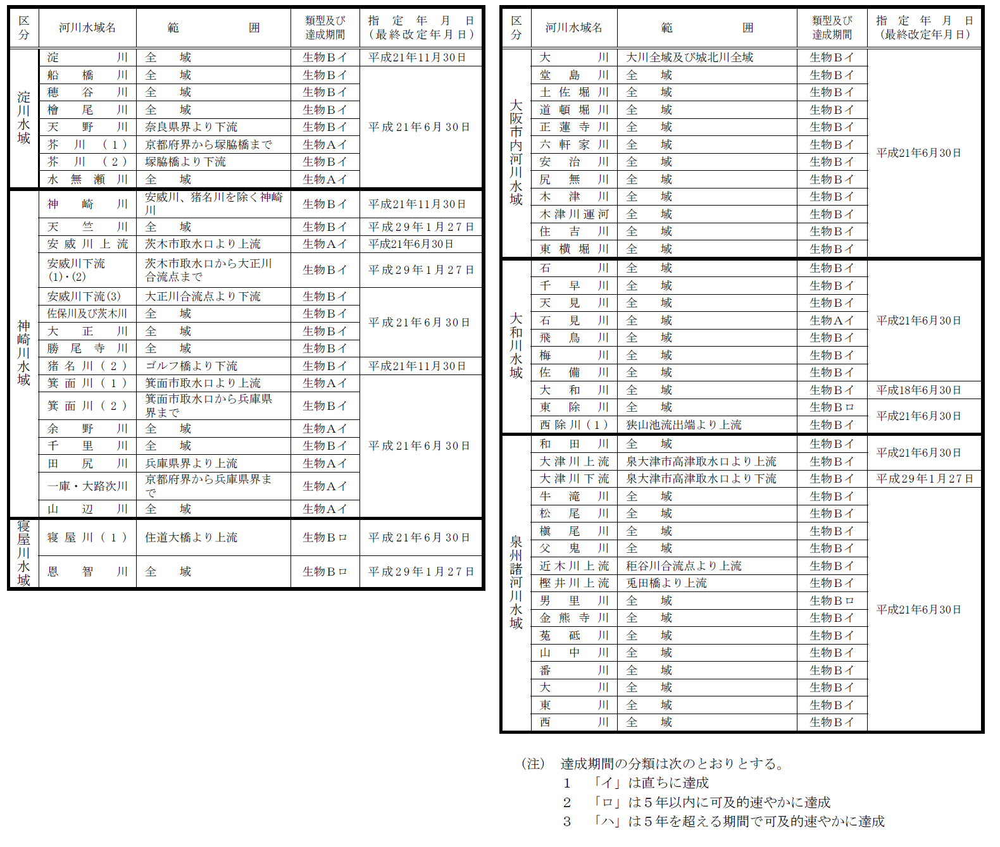 区分 河川水域名 範囲 類型及び達成期間 指定年月日（最終改定年月日）
淀川水域
淀川 全域 生物Ｂイ 平成21年11月30日
船橋川 全域 生物Ｂイ
穂谷川 全域 生物Ｂイ
檜尾川 全域 生物Ｂイ
天野川 奈良県界より下流 生物Ｂイ 平成21年6月30日
芥川（１） 京都府界から塚脇橋まで 生物Ａイ
芥川（２） 塚脇橋より下流 生物Ｂイ
水無瀬川 全域 生物Ａイ
神崎川水域
神崎川 安威川、猪名川を除く神崎川 生物Ｂイ 平成21年11月30日
天竺川 全域 生物Ｂイ 平成29年1月27日
安威川上流 茨木市取水口より上流 生物Ａイ 平成21年6月30日
安威川下流(1)・(2) 茨木市取水口から大正川合流点まで 生物Ｂイ 平成29年1月27日
安威川下流(3) 大正川合流点より下流 生物Ｂイ
佐保川及び茨木川 全域 生物Ｂイ 平成21年6月30日
大正川 全域 生物Ｂイ
勝尾寺川 全域 生物Ｂイ
猪名川(２) ゴルフ橋より下流 生物Ｂイ 平成21年11月30日
箕面川(１) 箕面市取水口より上流 生物Ａイ
箕面川(２) 箕面市取水口から兵庫県界まで 生物Ｂイ
余野川 全域 生物Ａイ
千里川 全域 生物Ｂイ 平成21年6月30日
田尻川 兵庫県界より上流 生物Ａイ
一庫・大路次川 京都府界から兵庫県界まで 生物Ａイ
山辺川 全域 生物Ａイ
寝屋川水域
寝屋川(１) 住道大橋より上流 生物Ｂロ 平成21年6月30日
恩智川 全域 生物Ｂロ 平成29年1月27日
区分 河川水域名 範囲 類型及び達成期間 指定年月日（最終改定年月日）
大阪市内河川水域
大川 大川全域及び城北川全域 生物Ｂイ
堂島川 全域 生物Ｂイ
土佐堀川 全域 生物Ｂイ
道頓堀川 全域 生物Ｂイ
正蓮寺川 全域 生物Ｂイ
六軒家川 全域 生物Ｂイ 平成21年6月30日
安治川 全域 生物Ｂイ
尻無川 全域 生物Ｂイ
木津川 全域 生物Ｂイ
木津川運河 全域 生物Ｂイ
住吉川 全域 生物Ｂイ
東横堀川 全域 生物Ｂイ
大和川水域
石川 全域 生物Ｂイ
千早川 全域 生物Ｂイ
天見川 全域 生物Ｂイ
石見川 全域 生物Ａイ 平成21年6月30日
飛鳥川 全域 生物Ｂイ
梅川 全域 生物Ｂイ
佐備川 全域 生物Ｂイ
大和川 全域 生物Ｂイ 平成18年6月30日
東除川 全域 生物Ｂロ 平成21年6月30日
西除川(１) 狭山池流出端より上流 生物Ｂイ
泉州諸河川水域
和田川 全域 生物Ｂイ 平成21年6月30日
大津川上流 泉大津市高津取水口より上流 生物Ｂイ
大津川下流 泉大津市高津取水口より下流 生物Ｂイ 平成29年1月27日
牛滝川 全域 生物Ｂイ
松尾川 全域 生物Ｂイ
槇尾川 全域 生物Ｂイ
父鬼川 全域 生物Ｂイ
近木川上流 秬谷川合流点より上流 生物Ｂイ
樫井川上流 兎田橋より上流 生物Ｂイ
男里川 全域 生物Ｂロ 平成21年6月30日
金熊寺川 全域 生物Ｂイ
菟砥川 全域 生物Ｂイ
山中川 全域 生物Ｂイ
番川 全域 生物Ｂイ
大川 全域 生物Ｂイ
東川 全域 生物Ｂイ
西川 全域 生物Ｂイ
（注） 達成期間の分類は次のとおりとする。
１ 「イ」は直ちに達成
２ 「ロ」は５年以内に可及的速やかに達成
３ 「ハ」は５年を超える期間で可及的速やかに達成